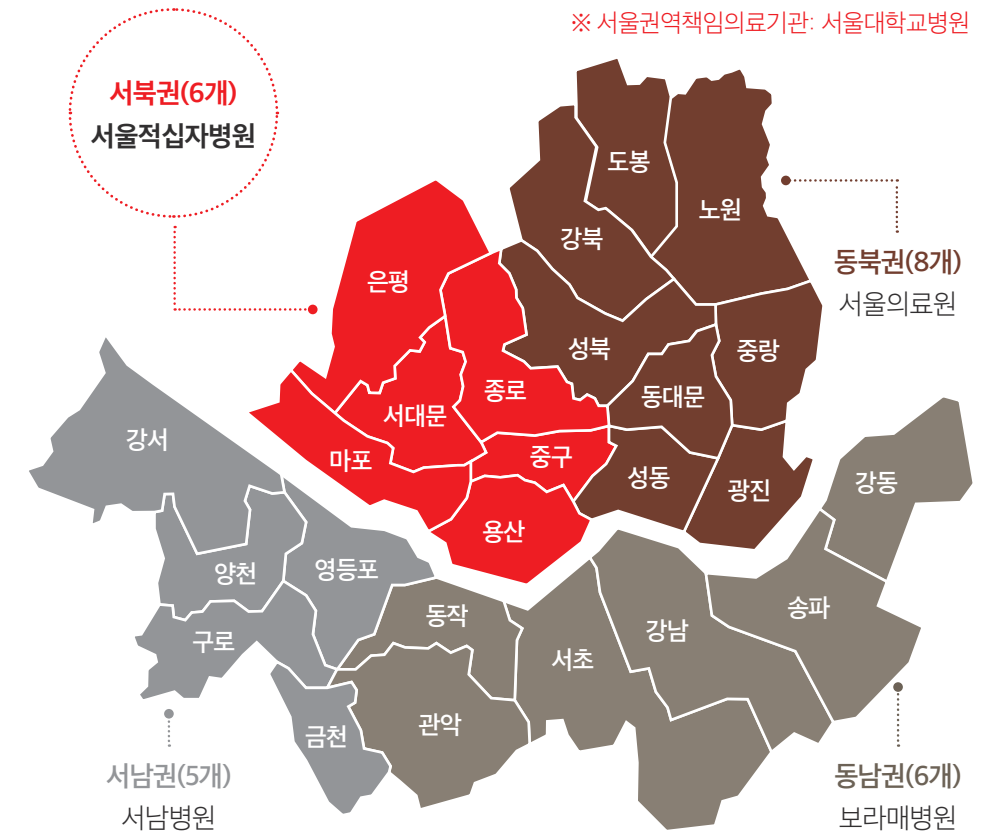 ※ 서울권역책임의료기관: 서울대학교병원
서북권(6개)
서울적십자병원
도봉
노원
강북
동북권(8개)
서울의료원
은평
성북
중랑
종로
동대문
서대문
강서
마포
중구
성동
광진
강동
용산
양천
영등포
송파
동작
강남
구로
서초
관악
금천
서남권(5개)
서남병원
동남권(6개)
보라매병원